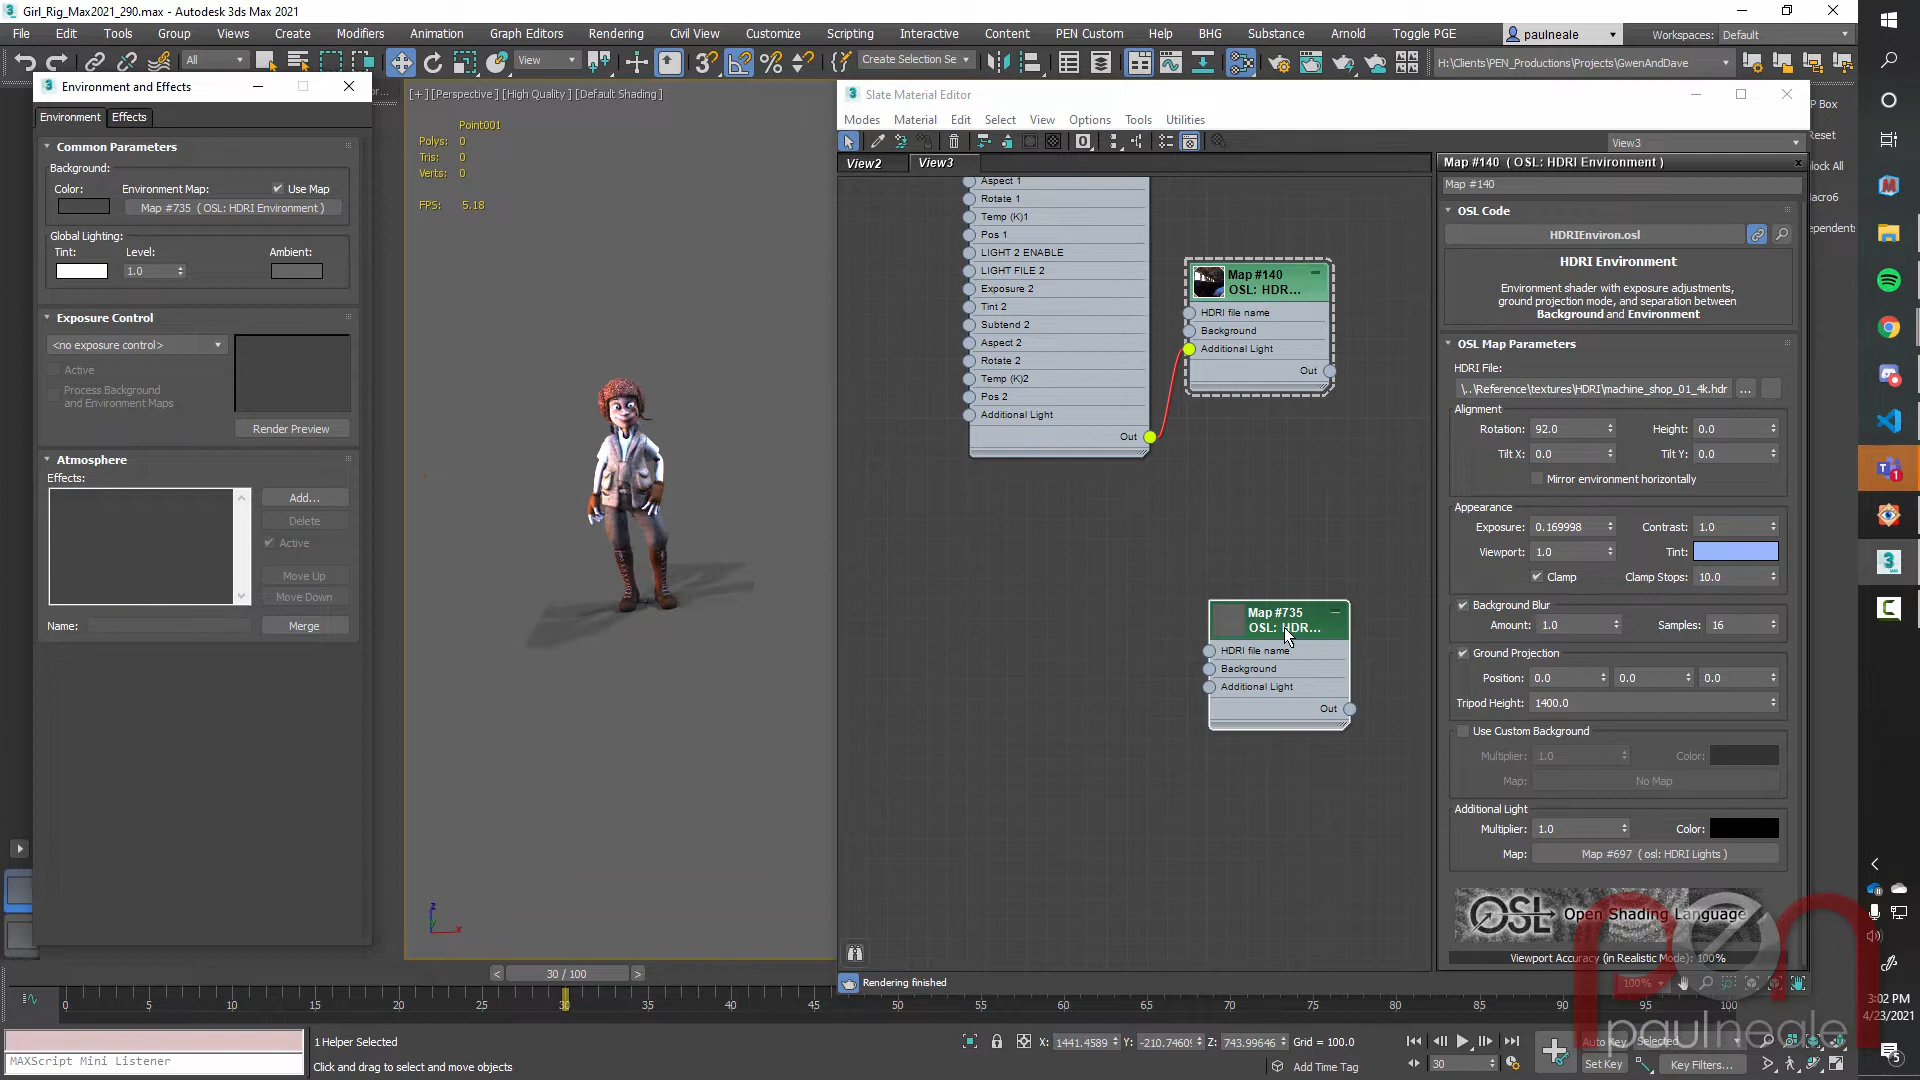 Girl_Rig_Max2021_290.max - Autodesk 3ds Max 2021
File Edit Tools Group Views Create Modifiers Animation Graph Editors Rendering Civil View Customize Scripting Interactive Content PEN Custom Help BHG Substance Arnold Toggle PGE
paulneale
Workspaces: Default
All
View
Create Selection Se
H:\Clients\PEN_Productions\Projects\GwenAndDave
Environment and Effects
Environment Effects
Common Parameters
Background:
Color: Environment Map: Use Map
Map #735 ( OSL: HDRI Environment )
Global Lighting:
Tint: Level: Ambient:
1.0
Exposure Control
<no exposure control>
Active
Process Background
and Environment Maps
Render Preview
Atmosphere
Effects:
Add...
Delete
Active
Move Up
Move Down
Name:
Merge
[+] [Perspective ] [High Quality ] [Default Shading ]
Point001
Polys: 0
Tris: 0
Verts: 0
FPS: 5.18
Slate Material Editor
Modes Material Edit Select View Options Tools Utilities
View3
View2 View3
Aspect 1
Rotate 1
Temp (K)1
Pos 1
LIGHT 2 ENABLE
LIGHT FILE 2
Exposure 2
Tint 2
Subtend 2
Aspect 2
Rotate 2
Temp (K)2
Pos 2
Additional Light
Out
Map #140
OSL: HDR...
HDRI file name
Background
Additional Light
Out
Map #735
OSL: HDR...
HDRI file name
Background
Additional Light
Out
Rendering finished
Map #140 ( OSL: HDRI Environment )
Map #140
OSL Code
HDRIEnviron.osl
HDRI Environment
Environment shader with exposure adjustments,
ground projection mode, and separation between
Background and Environment
OSL Map Parameters
HDRI File:
\..\Reference\textures\HDRI\machine_shop_01_4k.hdr ...
Alignment
Rotation: 92.0 Height: 0.0
Tilt X: 0.0 Tilt Y: 0.0
Mirror environment horizontally
Appearance
Exposure: 0.169998 Contrast: 1.0
Viewport: 1.0 Tint:
Clamp Clamp Stops: 10.0
Background Blur
Amount: 1.0 Samples: 16
Ground Projection
Position: 0.0 0.0 0.0
Tripod Height: 1400.0
Use Custom Background
Multiplier: 1.0 Color:
Map: No Map
Additional Light
Multiplier: 1.0 Color:
Map: Map #697 ( osl: HDRI Lights )
OSL Open Shading Language
Viewport Accuracy (in Realistic Mode): 100%
100%
P Box
Reset
lock All
Macro6
ependent
30 / 100
0 5 10 15 20 25 30 35 40 45 50 55 60 65 70 75 80 85 90 95 100
MAXScript Mini Listener
1 Helper Selected
Click and drag to select and move objects
X: 1441.4589 Y: -210.74609 Z: 743.99646 Grid = 100.0
Add Time Tag
30
Auto Key Selected
Set Key Key Filters...
pen
paulneale
3:02 PM
4/23/2021
5